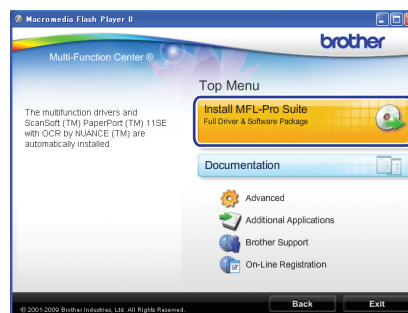 Macromedia Flash Player 8
brother
Multi-Function Center ®
Top Menu
Install MFL-Pro Suite
Full Driver & Software Package
The multifunction drivers and
ScanSoft (TM) PaperPort (TM) 11SE
with OCR by NUANCE (TM) are
automatically installed.
Documentation
Advanced
Additional Applications
Brother Support
On-Line Registration
© 2001-2009 Brother Industries, Ltd. All Rights Reserved.
Back
Exit